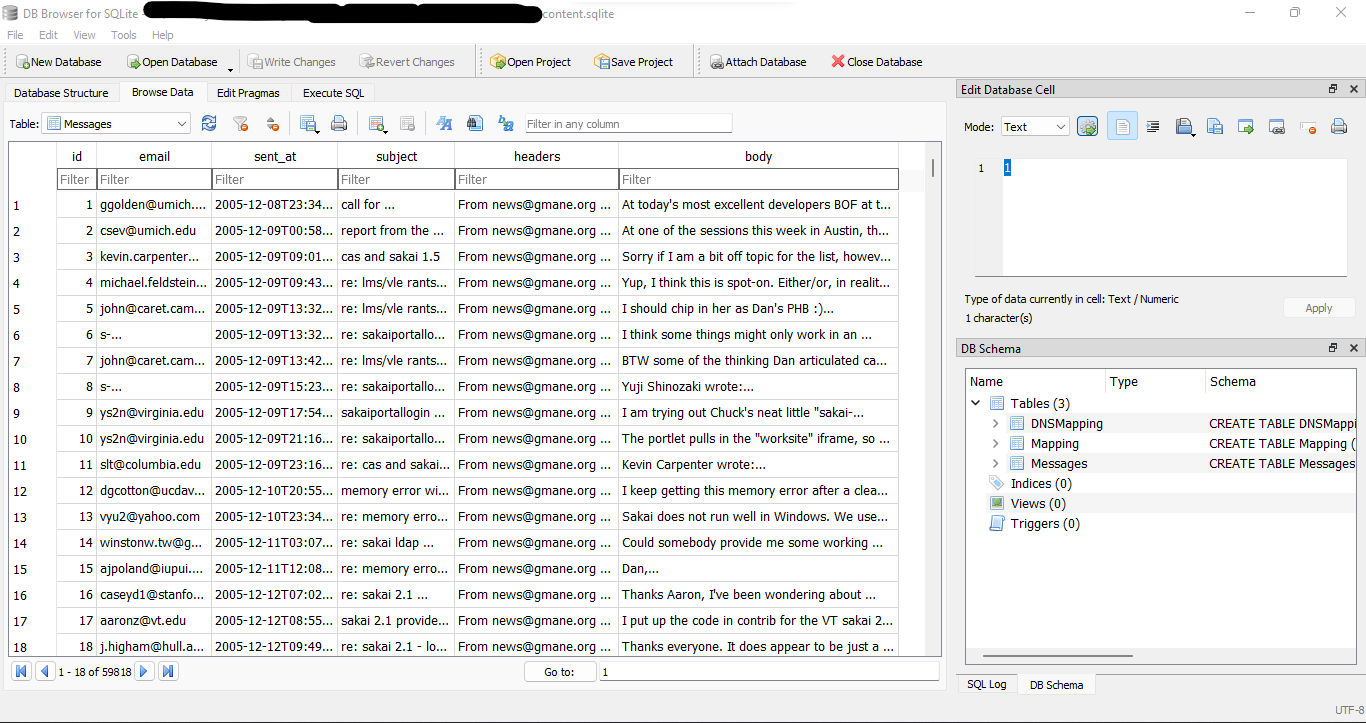 DB Browser for SQLite - content.sqlite
File Edit View Tools Help
New Database Open Database Write Changes Revert Changes Open Project Save Project Attach Database Close Database
Database Structure Browse Data Edit Pragmas Execute SQL
Table: Messages Filter in any column
id email sent_at subject headers body
Filter Filter Filter Filter Filter Filter
1 1 ggolden@umich.... 2005-12-08T23:34... call for ... From news@gmane.org ... At today's most excellent developers BOF at t...
2 2 csev@umich.edu 2005-12-09T00:58... report from the ... From news@gmane.org ... At one of the sessions this week in Austin, th...
3 3 kevin.carpenter... 2005-12-09T09:01... cas and sakai 1.5 From news@gmane.org ... Sorry if I am a bit off topic for the list, howev...
4 4 michael.feldstein... 2005-12-09T09:43... re: lms/vle rants... From news@gmane.org ... Yup, I think this is spot-on. Either/or, in realit...
5 5 john@caret.cam... 2005-12-09T13:32... re: lms/vle rants... From news@gmane.org ... I should chip in her as Dan's PHB :)...
6 6 s-... 2005-12-09T13:32... re: sakaiportallo... From news@gmane.org ... I think some things might only work in an ...
7 7 john@caret.cam... 2005-12-09T13:42... re: lms/vle rants... From news@gmane.org ... BTW some of the thinking Dan articulated ca...
8 8 s-... 2005-12-09T15:23... re: sakaiportallo... From news@gmane.org ... Yuji Shinozaki wrote:...
9 9 ys2n@virginia.edu 2005-12-09T17:54... sakaiportallogin ... From news@gmane.org ... I am trying out Chuck's neat little "sakai-...
10 10 ys2n@virginia.edu 2005-12-09T21:16... re: sakaiportallo... From news@gmane.org ... The portlet pulls in the "worksite" iframe, so ...
11 11 slt@columbia.edu 2005-12-09T23:16... re: cas and sakai... From news@gmane.org ... Kevin Carpenter wrote:...
12 12 dgcotton@ucdav... 2005-12-10T20:55... memory error wi... From news@gmane.org ... I keep getting this memory error after a clea...
13 13 vyu2@yahoo.com 2005-12-10T23:34... re: memory erro... From news@gmane.org ... Sakai does not run well in Windows. We use...
14 14 winstonw.tw@g... 2005-12-11T03:07... re: sakai ldap ... From news@gmane.org ... Could somebody provide me some working ...
15 15 ajpoland@iupui.... 2005-12-11T12:08... re: memory erro... From news@gmane.org ... Dan,...
16 16 caseyd1@stanfo... 2005-12-12T07:02... re: sakai 2.1 ... From news@gmane.org ... Thanks Aaron, I've been wondering about ...
17 17 aaronz@vt.edu 2005-12-12T08:55... sakai 2.1 provide... From news@gmane.org ... I put up the code in contrib for the VT sakai 2...
18 18 j.higham@hull.a... 2005-12-12T09:49... re: sakai 2.1 - lo... From news@gmane.org ... Thanks everyone. It does appear to be just a ...
1 - 18 of 59818 Go to: 1
Edit Database Cell
Mode: Text
1 1
Type of data currently in cell: Text / Numeric
1 character(s)
Apply
DB Schema
Name Type Schema
Tables (3)
DNSMapping CREATE TABLE DNSMappi
Mapping CREATE TABLE Mapping (
Messages CREATE TABLE Messages
Indices (0)
Views (0)
Triggers (0)
SQL Log DB Schema
UTF-8